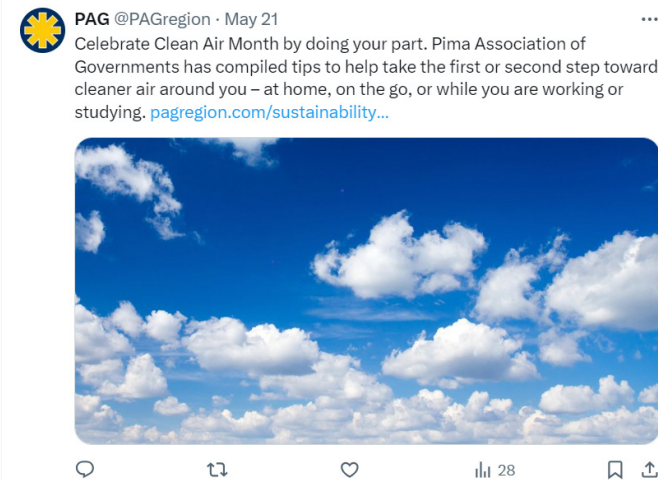 PAG @PAGregion · May 21
Celebrate Clean Air Month by doing your part. Pima Association of
Governments has compiled tips to help take the first or second step toward
cleaner air around you – at home, on the go, or while you are working or
studying. pagregion.com/sustainability...
28